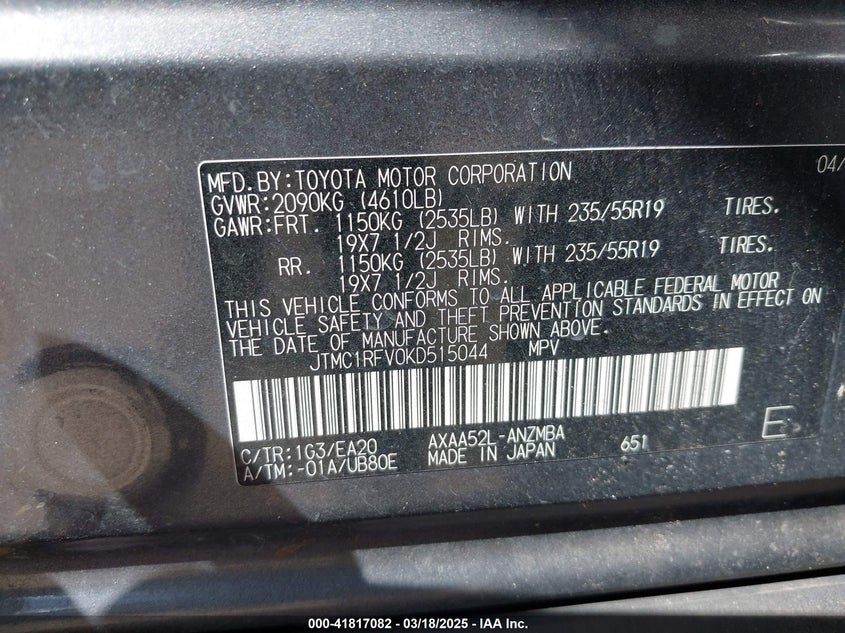 04/
MFD.BY:TOYOTA MOTOR CORPORATION
GVWR:2090KG (4610LB)
GAWR:FRT. 1150KG (2535LB) WITH 235/55R19 TIRES.
19X7 1/2J RIMS.
RR. 1150KG (2535LB) WITH 235/55R19 TIRES.
19X7 1/2J RIMS.
THIS VEHICLE CONFORMS TO ALL APPLICABLE FEDERAL MOTOR
VEHICLE SAFETY AND THEFT PREVENTION STANDARDS IN EFFECT ON
THE DATE OF MANUFACTURE SHOWN ABOVE.
JTMC1RFV0KD515044 MPV
C/TR:1G3/EA20 AXAA52L-ANZMBA
A/TM:-01A/UB80E MADE IN JAPAN 651 E
000-41817082 / 03/18/2025 / IAA Inc.